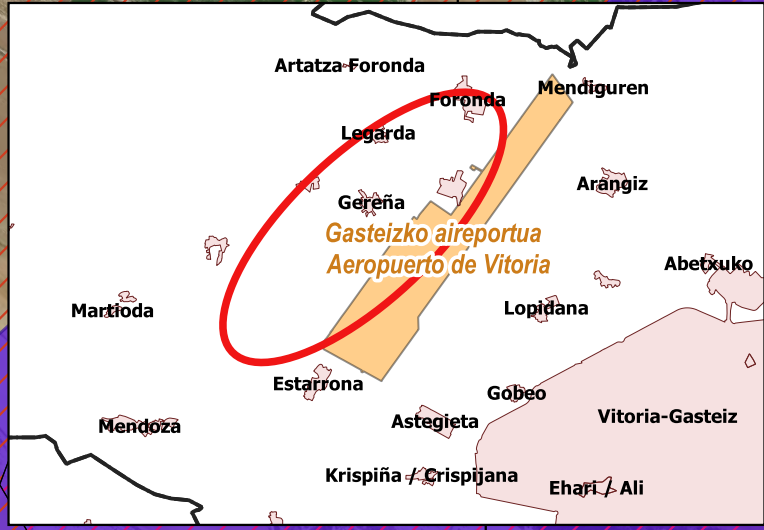 Artatza Foronda
Mendiguren
Foronda
Legarda
Arangiz
Gereña
Gasteizko aireportua
Aeropuerto de Vitoria
Abetxuko
Martioda
Lopidana
Estarrona
Gobeo
Astegieta
Vitoria-Gasteiz
Mendoza
Krispiña / Crispijana
Ehari / Ali